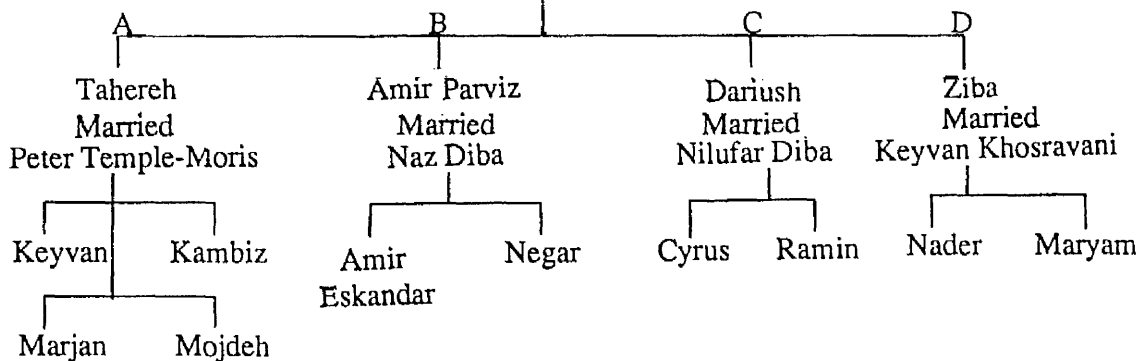 A B C D
Tahereh Amir Parviz Dariush Ziba
Married Married Married Married
Peter Temple-Moris Naz Diba Nilufar Diba Keyvan Khosravani
Keyvan Kambiz Amir Negar Cyrus Ramin Nader Maryam
Eskandar
Marjan Mojdeh